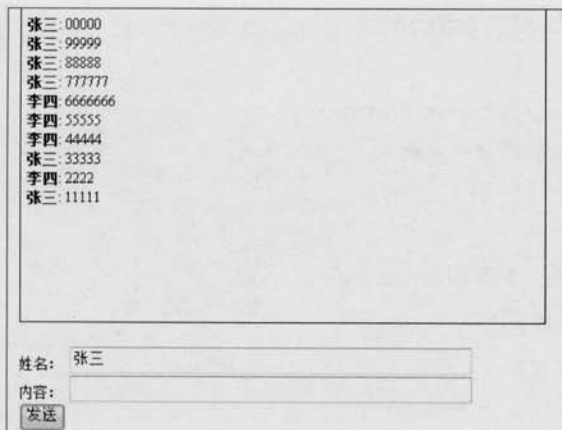 张三: 00000
张三: 99999
张三: 88888
张三: 777777
李四: 6666666
李四: 55555
李四: 44444
张三: 33333
李四: 2222
张三: 11111
姓名: 张三
内容:
发送